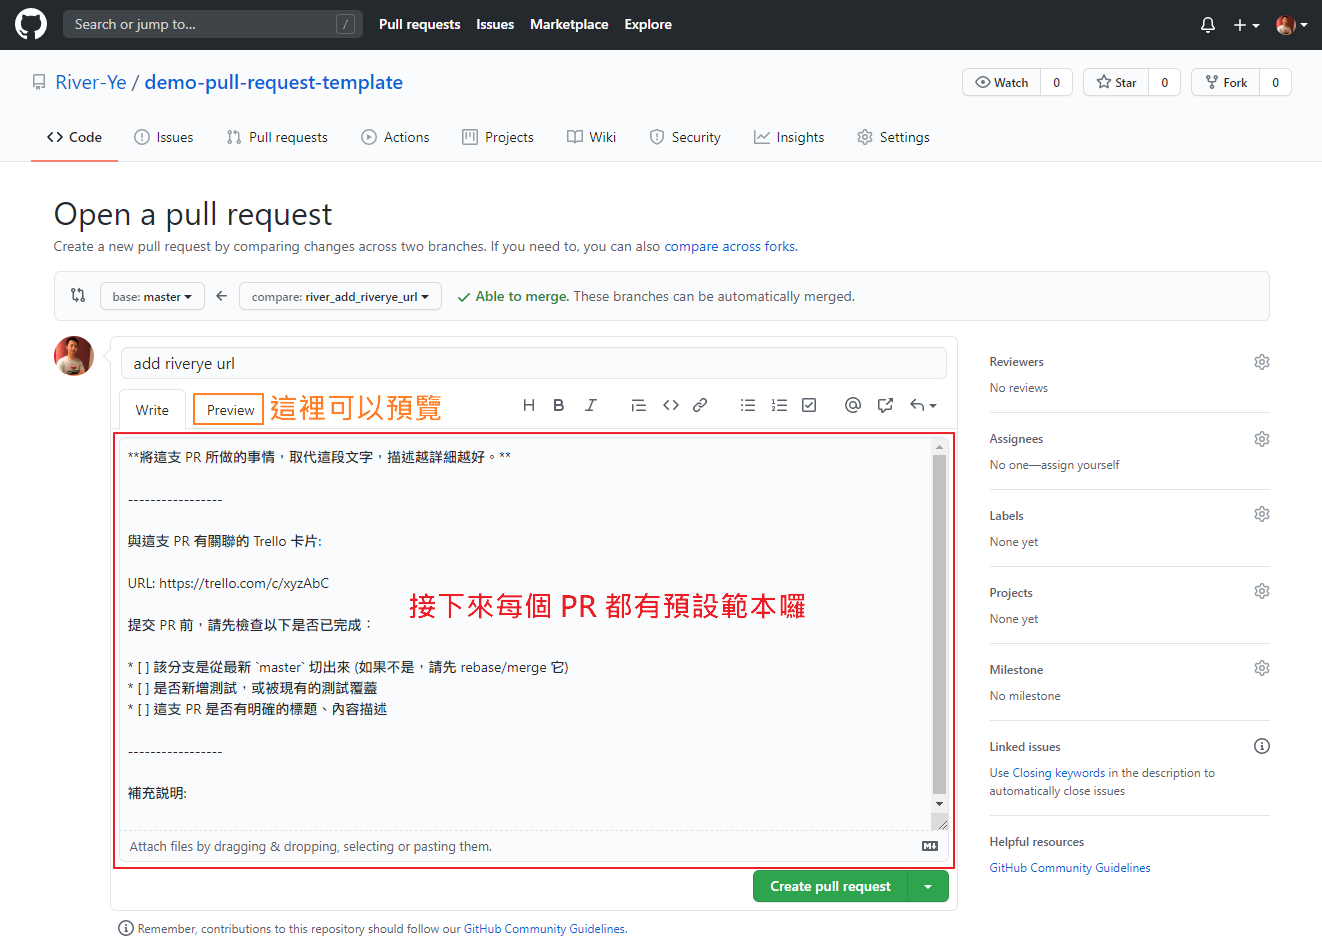 Search or jump to... /
Pull requests Issues Marketplace Explore
River-Ye / demo-pull-request-template
Watch 0 Star 0 Fork 0
Code Issues Pull requests Actions Projects Wiki Security Insights Settings
Open a pull request
Create a new pull request by comparing changes across two branches. If you need to, you can also compare across forks.
base: master compare: river_add_riverye_url Able to merge. These branches can be automatically merged.
add riverye url
Write Preview 這裡可以預覽
**將這支 PR 所做的事情，取代這段文字，描述越詳細越好。**
-----------------
與這支 PR 有關聯的 Trello 卡片:
URL: https://trello.com/c/xyzAbC
接下來每個 PR 都有預設範本囉
提交 PR 前，請先檢查以下是否已完成：
* [ ] 該分支是從最新 `master` 切出來 (如果不是，請先 rebase/merge 它)
* [ ] 是否新增測試，或被現有的測試覆蓋
* [ ] 這支 PR 是否有明確的標題、內容描述
-----------------
補充説明:
Attach files by dragging & dropping, selecting or pasting them.
Create pull request
Remember, contributions to this repository should follow our GitHub Community Guidelines.
Reviewers
No reviews
Assignees
No one—assign yourself
Labels
None yet
Projects
None yet
Milestone
No milestone
Linked issues
Use Closing keywords in the description to
automatically close issues
Helpful resources
GitHub Community Guidelines